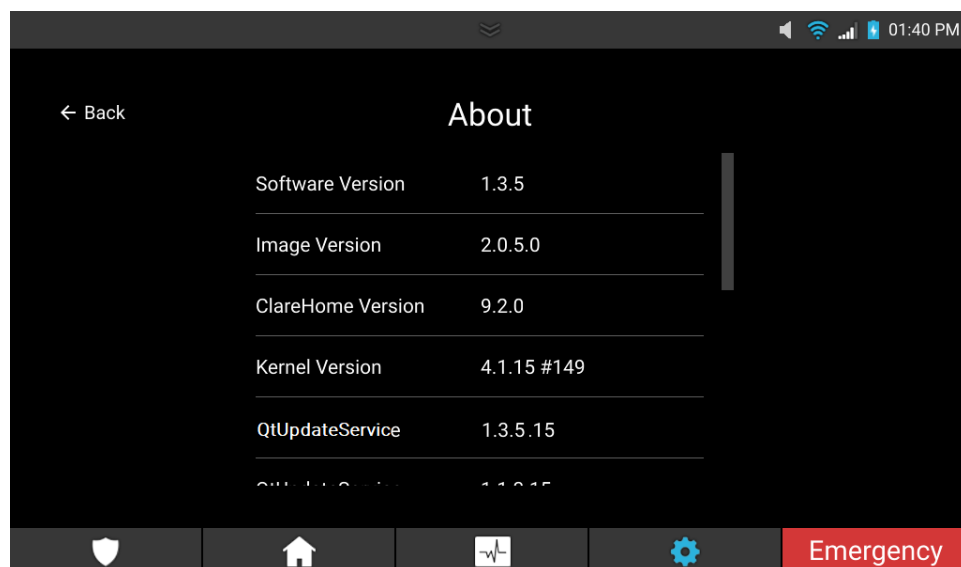 01:40 PM
← Back
About
Software Version 1.3.5
Image Version 2.0.5.0
ClareHome Version 9.2.0
Kernel Version 4.1.15 #149
QtUpdateService 1.3.5.15
Emergency